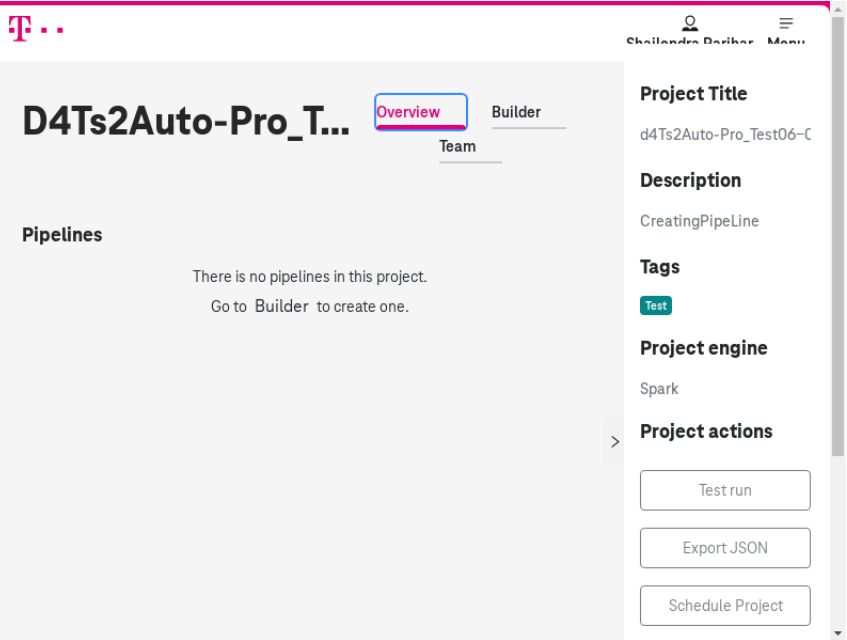 T
Shailendra Parihar Menu
D4Ts2Auto-Pro_T...
Overview
Builder
Team
Pipelines
There is no pipelines in this project.
Go to Builder to create one.
Project Title
d4Ts2Auto-Pro_Test06-0
Description
CreatingPipeLine
Tags
Test
Project engine
Spark
Project actions
Test run
Export JSON
Schedule Project